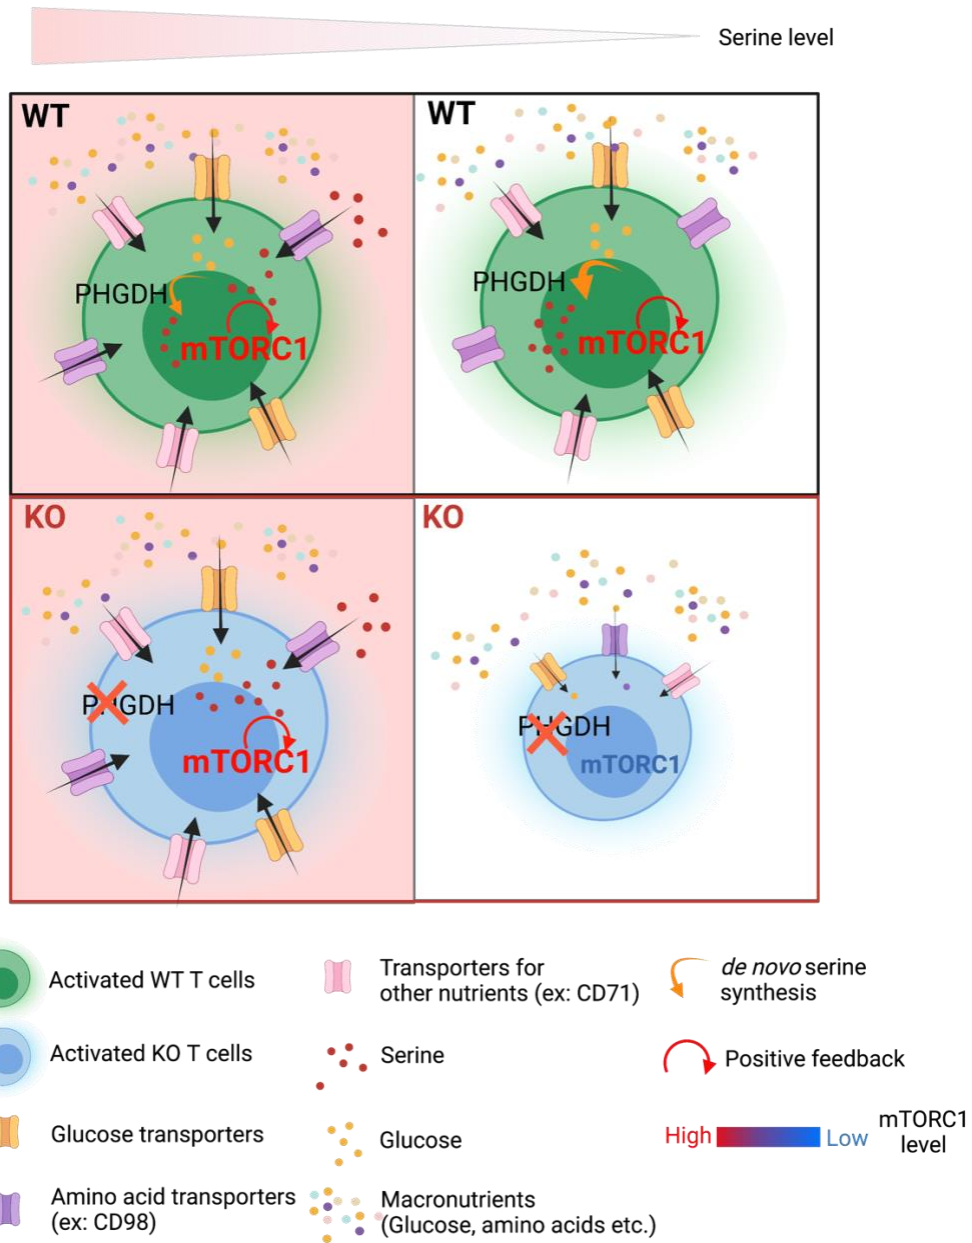 Serine level
WT
WT
PHGDH
mTORC1
PHGDH
mTORC1
KO
KO
PHGDH
mTORC1
PHGDH
mTORC1
Activated WT T cells
Transporters for
other nutrients (ex: CD71)
de novo serine
synthesis
Activated KO T cells
Serine
Positive feedback
Glucose transporters
Glucose
High
Low
mTORC1
level
Amino acid transporters
(ex: CD98)
Macronutrients
(Glucose, amino acids etc.)